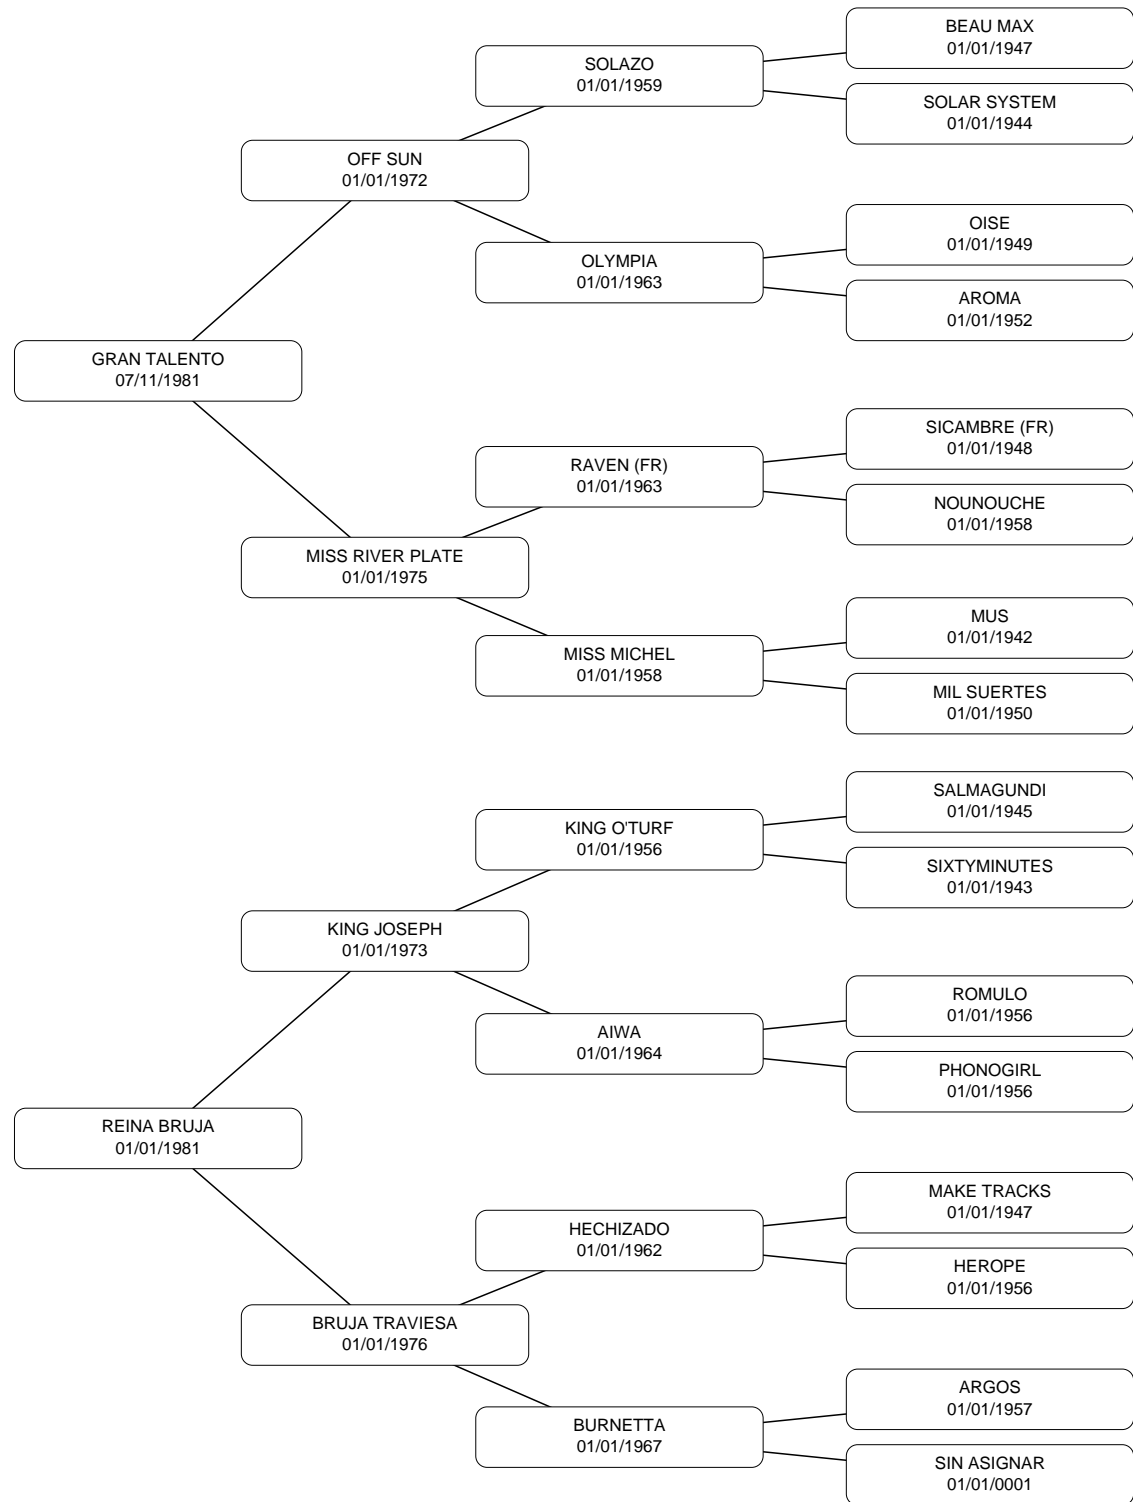 BEAU MAX
01/01/1947
SOLAZO
01/01/1959
SOLAR SYSTEM
01/01/1944
OFF SUN
01/01/1972
OISE
01/01/1949
OLYMPIA
01/01/1963
AROMA
01/01/1952
GRAN TALENTO
07/11/1981
SICAMBRE (FR)
01/01/1948
RAVEN (FR)
01/01/1963
NOUNOUCHE
01/01/1958
MISS RIVER PLATE
01/01/1975
MUS
01/01/1942
MISS MICHEL
01/01/1958
MIL SUERTES
01/01/1950
SALMAGUNDI
01/01/1945
KING O'TURF
01/01/1956
SIXTYMINUTES
01/01/1943
KING JOSEPH
01/01/1973
ROMULO
01/01/1956
AIWA
01/01/1964
PHONOGIRL
01/01/1956
REINA BRUJA
01/01/1981
MAKE TRACKS
01/01/1947
HECHIZADO
01/01/1962
HEROPE
01/01/1956
BRUJA TRAVIESA
01/01/1976
ARGOS
01/01/1957
BURNETTA
01/01/1967
SIN ASIGNAR
01/01/0001